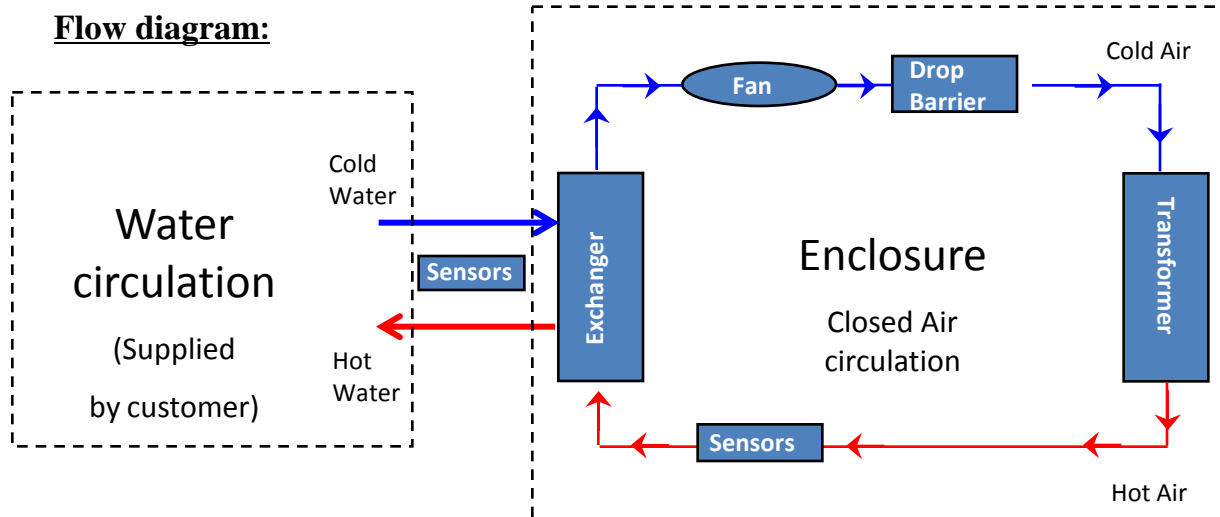 Flow diagram:
Cold
Water
Water
circulation
(Supplied
by customer)
Hot
Water
Sensors
Exchanger
Fan
Drop
Barrier
Cold Air
Transformer
Enclosure
Closed Air
circulation
Sensors
Hot Air